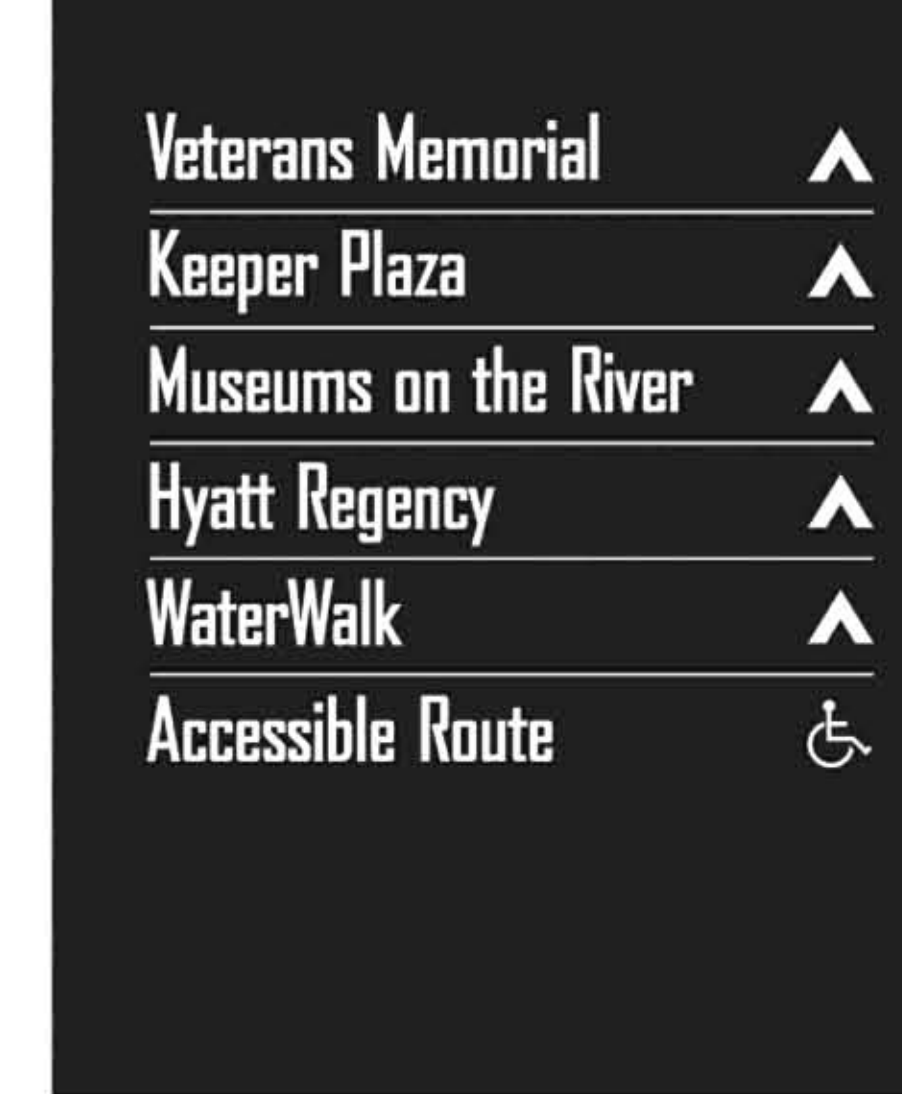 Veterans Memorial
Keeper Plaza
Museums on the River
Hyatt Regency
WaterWalk
Accessible Route